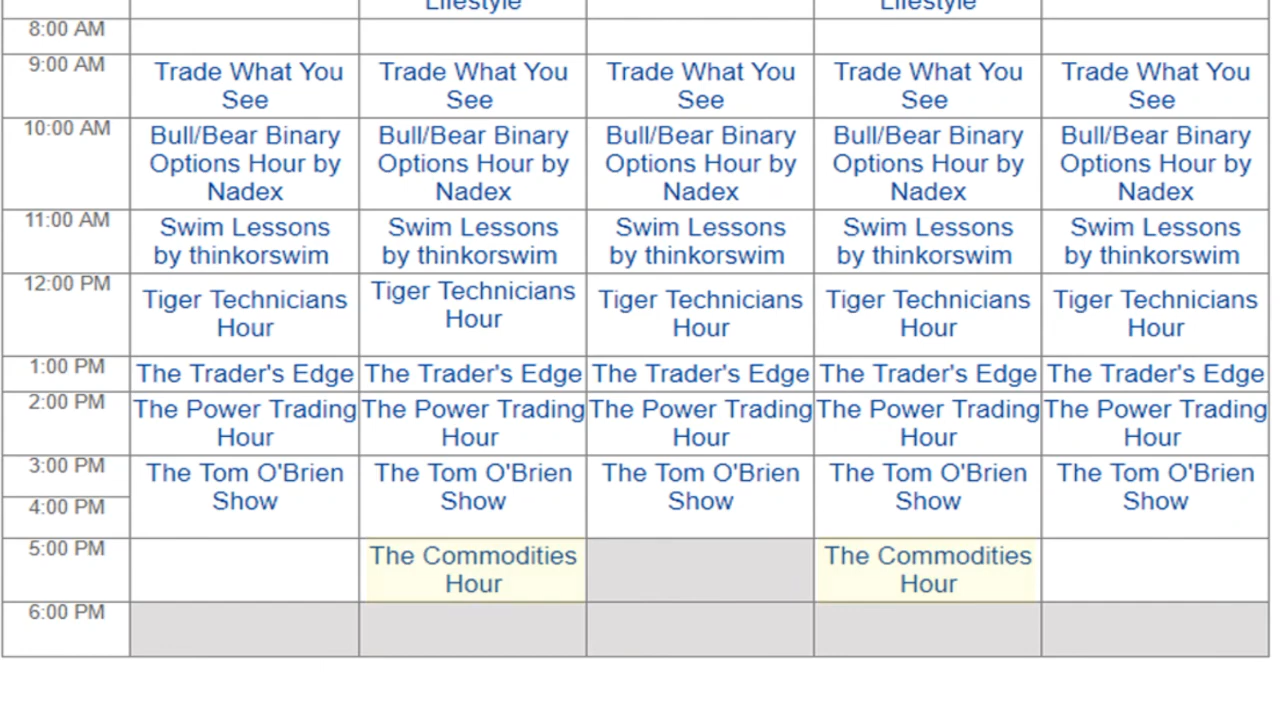 Lifestyle Lifestyle
8:00 AM
9:00 AM Trade What You Trade What You Trade What You Trade What You Trade What You
See See See See See
10:00 AM Bull/Bear Binary Bull/Bear Binary Bull/Bear Binary Bull/Bear Binary Bull/Bear Binary
Options Hour by Options Hour by Options Hour by Options Hour by Options Hour by
Nadex Nadex Nadex Nadex Nadex
11:00 AM Swim Lessons Swim Lessons Swim Lessons Swim Lessons Swim Lessons
by thinkorswim by thinkorswim by thinkorswim by thinkorswim by thinkorswim
12:00 PM Tiger Technicians Tiger Technicians Tiger Technicians Tiger Technicians Tiger Technicians
Hour Hour Hour Hour Hour
1:00 PM The Trader's Edge The Trader's Edge The Trader's Edge The Trader's Edge The Trader's Edge
2:00 PM The Power Trading The Power Trading The Power Trading The Power Trading The Power Trading
Hour Hour Hour Hour Hour
3:00 PM The Tom O'Brien The Tom O'Brien The Tom O'Brien The Tom O'Brien The Tom O'Brien
4:00 PM Show Show Show Show Show
5:00 PM The Commodities The Commodities
Hour Hour
6:00 PM